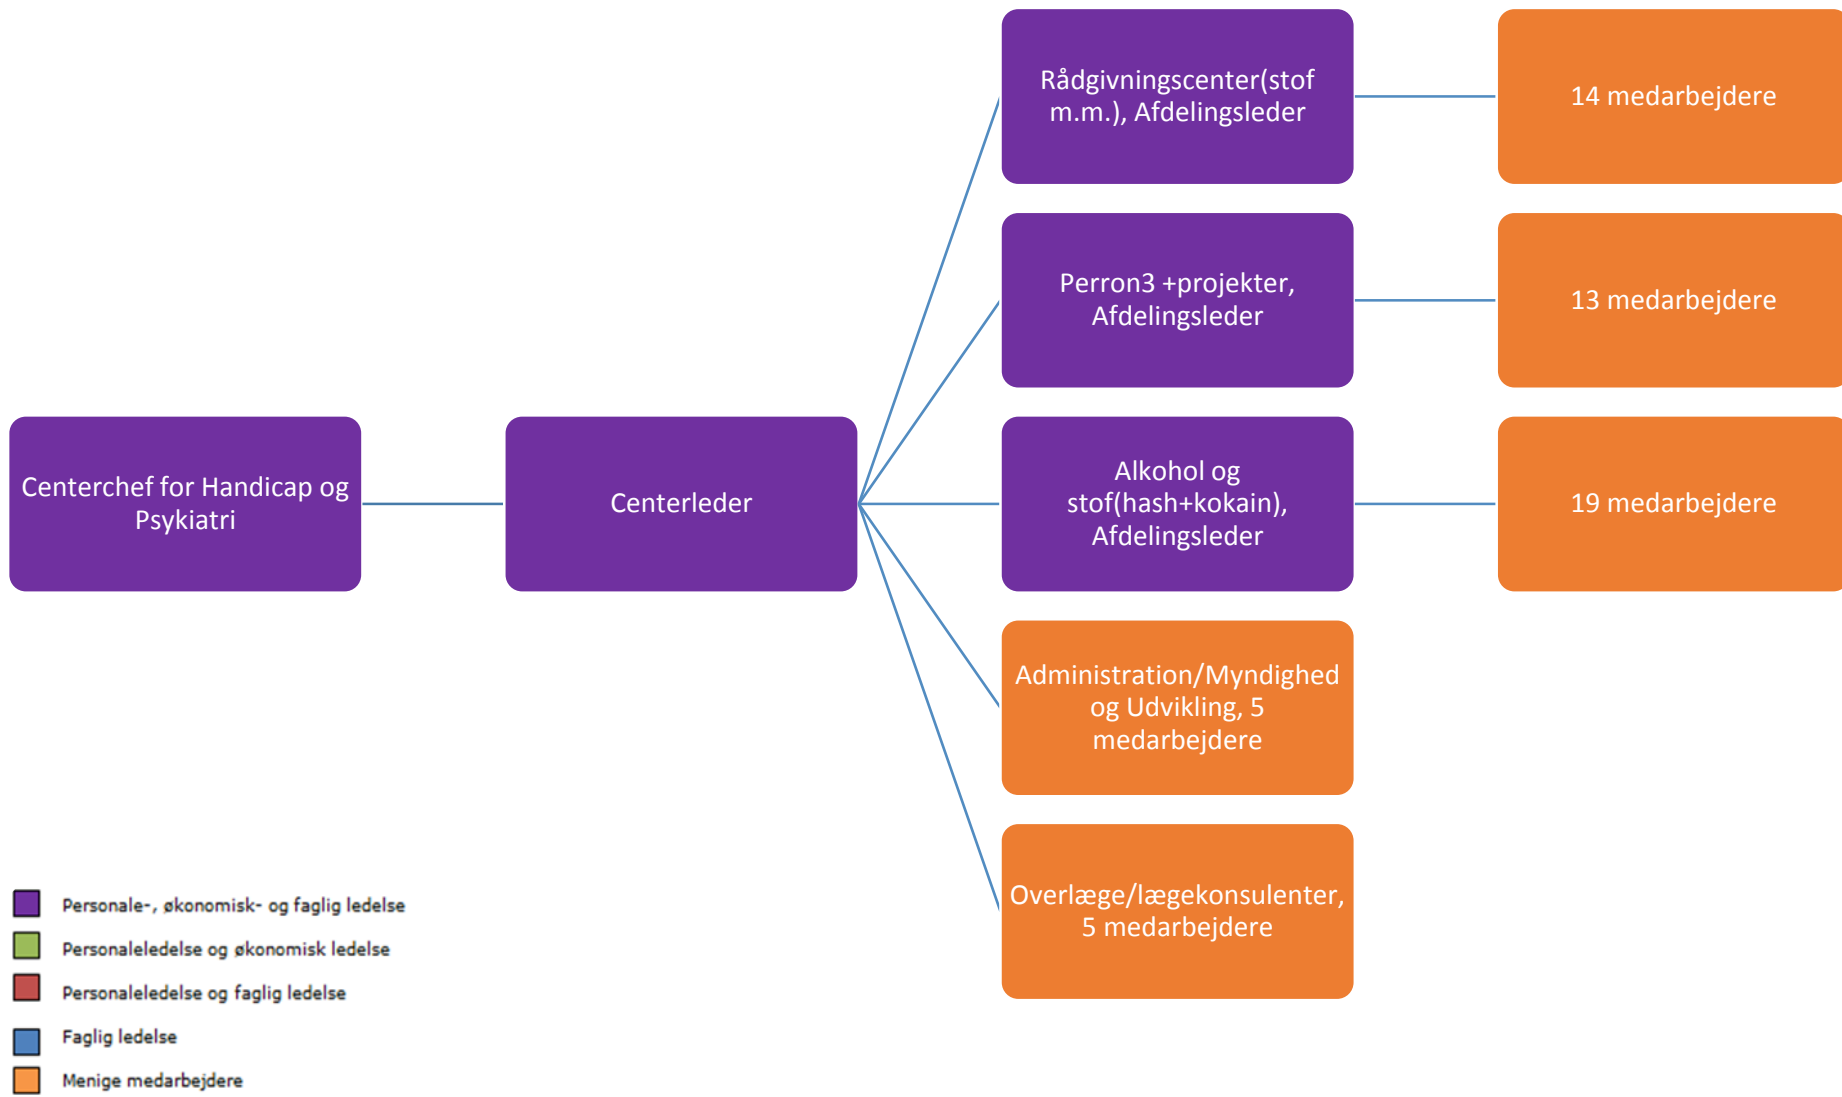 Centerchef for Handicap og
Psykiatri
Centerleder
Rådgivningscenter(stof
m.m.), Afdelingsleder
14 medarbejdere
Perron3 +projekter,
Afdelingsleder
13 medarbejdere
Alkohol og
stof(hash+kokain),
Afdelingsleder
19 medarbejdere
Administration/Myndighed
og Udvikling, 5
medarbejdere
Overlæge/lægekonsulenter,
5 medarbejdere
Personale-, økonomisk- og faglig ledelse
Personaleledelse og økonomisk ledelse
Personaleledelse og faglig ledelse
Faglig ledelse
Menige medarbejdere